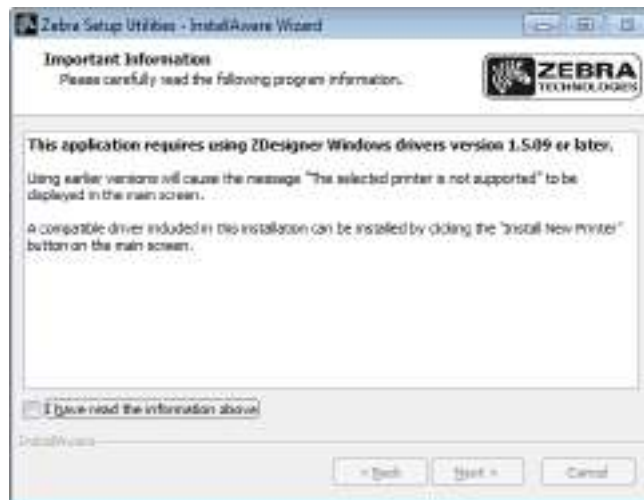 Zebra Setup Utilities - InstallAware Wizard
Important Information
Please carefully read the following program information.
ZEBRA
TECHNOLOGIES
This application requires using ZDesigner Windows drivers version 1.5.09 or later.
Using earlier versions will cause the message "The selected printer is not supported" to be
displayed in the main screen.
A compatible driver included in this installation can be installed by clicking the "Install New Printer"
button on the main screen.
I have read the information above
InstallAware
< Back
Next >
Cancel